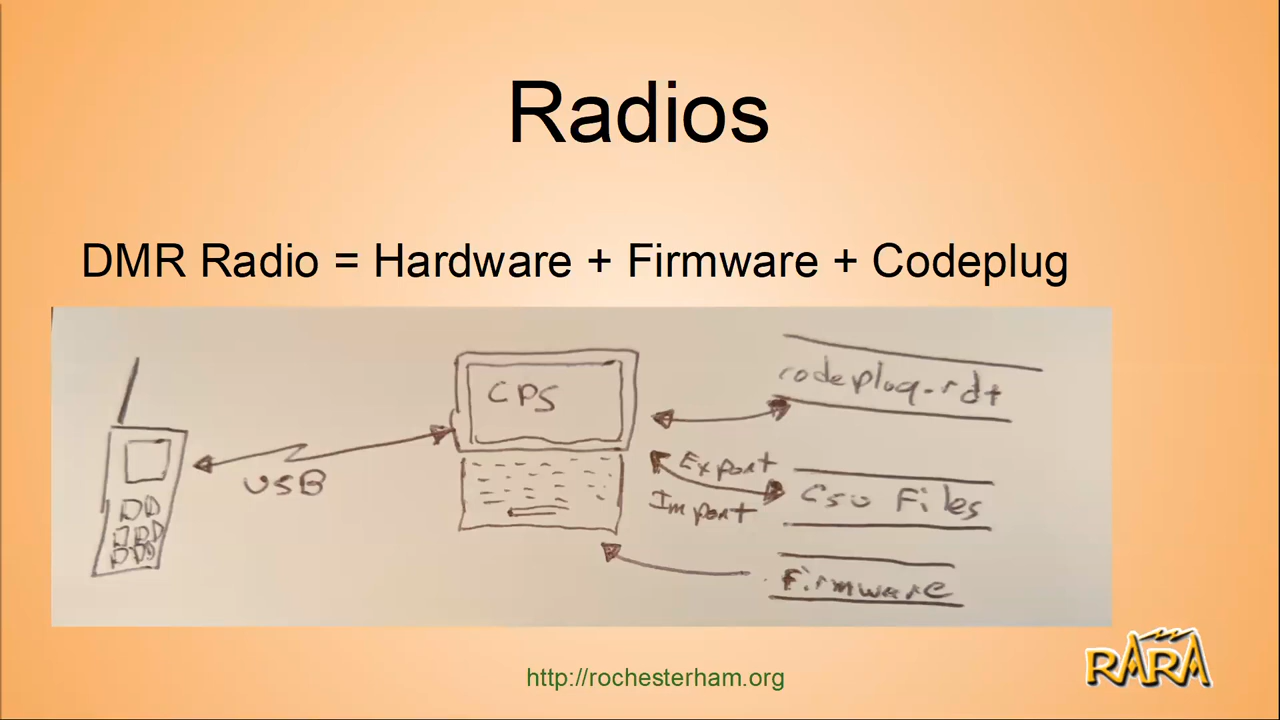 Radios
DMR Radio = Hardware + Firmware + Codeplug
CPS
codeplug.rdt
USB
Export
Import
Csv Files
Firmware
http://rochesterham.org
RARA